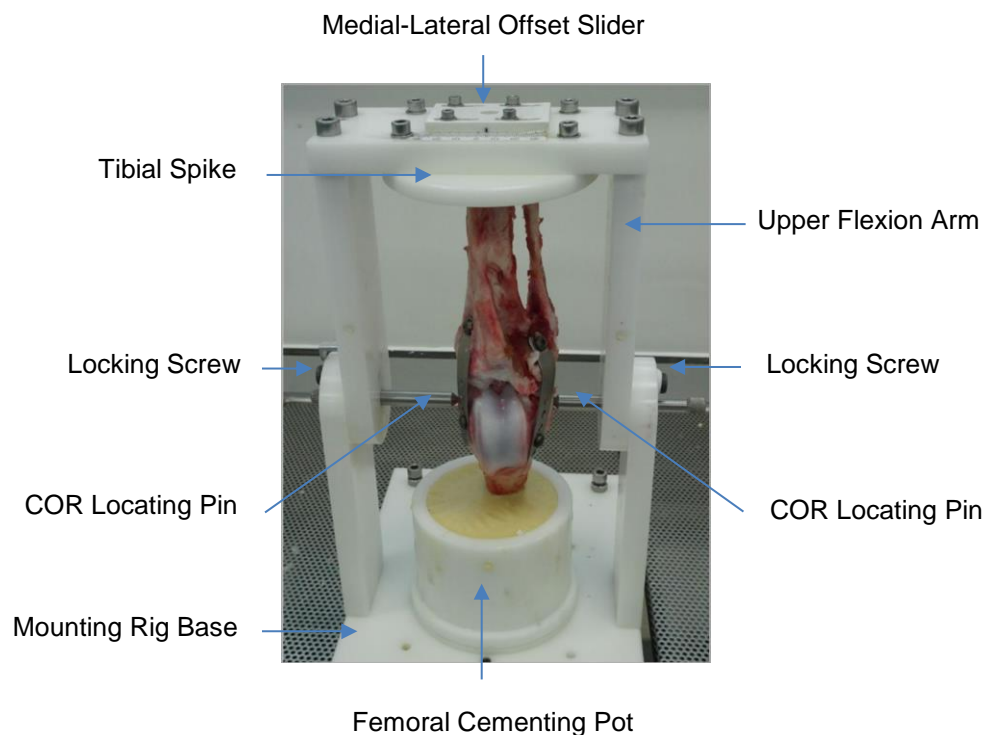 Medial-Lateral Offset Slider
Tibial Spike
Upper Flexion Arm
Locking Screw
Locking Screw
COR Locating Pin
COR Locating Pin
Mounting Rig Base
Femoral Cementing Pot